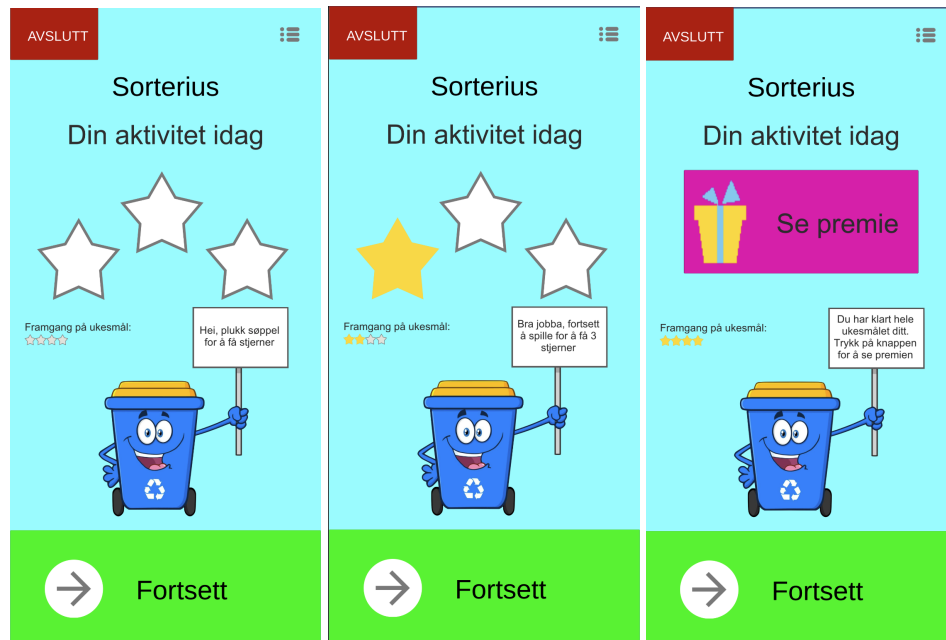 AVSLUTT
Sorterius
Din aktivitet idag
Framgang på ukesmål:
Hei, plukk søppel
for å få stjerner
Fortsett
AVSLUTT
Sorterius
Din aktivitet idag
Framgang på ukesmål:
Bra jobba, fortsett
å spille for å få 3
stjerner
Fortsett
AVSLUTT
Sorterius
Din aktivitet idag
Se premie
Framgang på ukesmål:
Du har klart hele
ukesmålet ditt.
Trykk på knappen
for å se premien
Fortsett